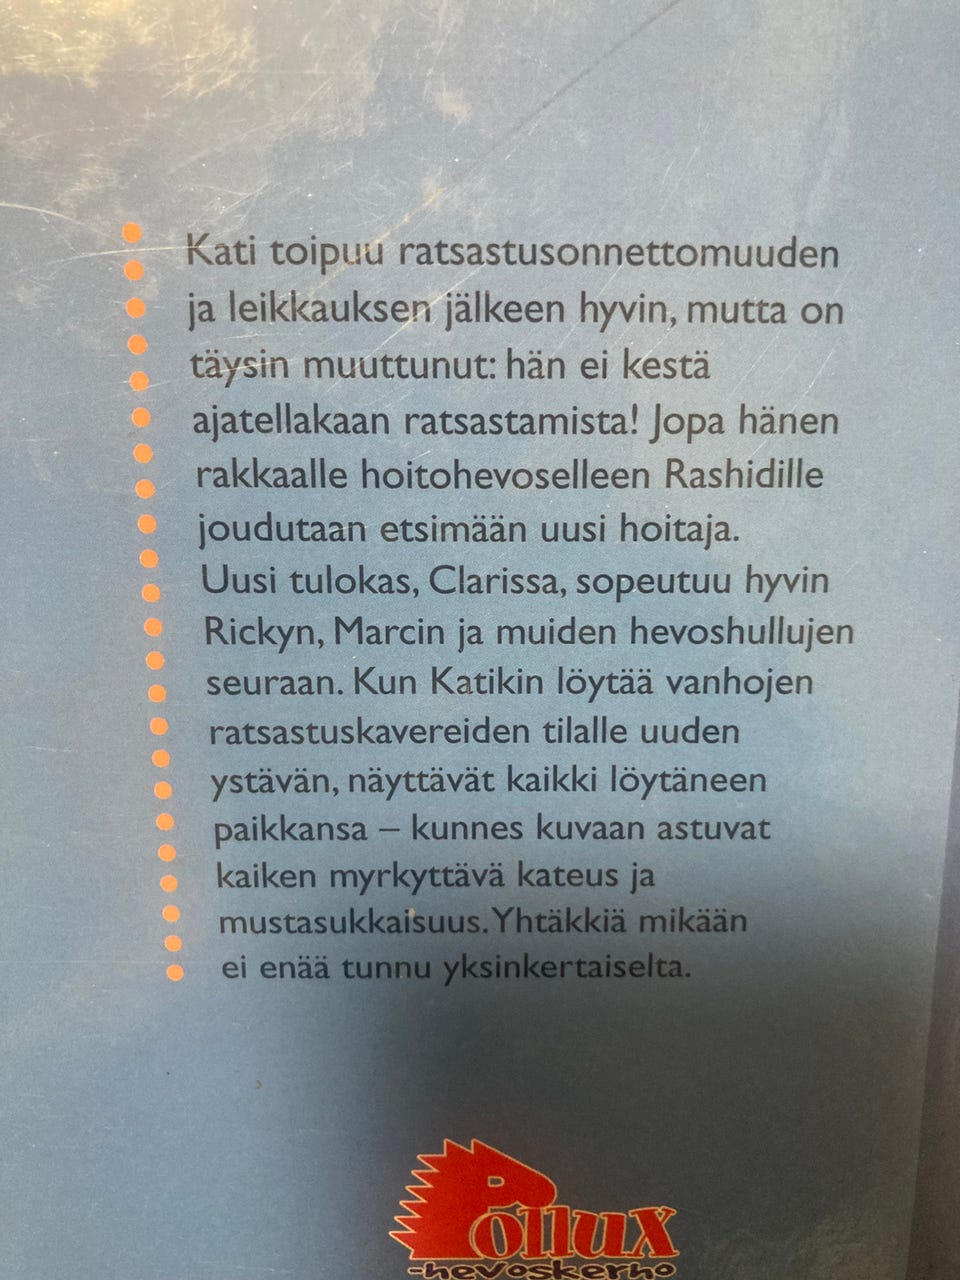 Kati toipuu ratsastusonnettomuuden
ja leikkauksen jälkeen hyvin, mutta on
täysin muuttunut: hän ei kestä
ajatellakaan ratsastamista! Jopa hänen
rakkaalle hoitohevoselleen Rashidille
joudutaan etsimään uusi hoitaja.
Uusi tulokas, Clarissa, sopeutuu hyvin
Rickyn, Marcin ja muiden hevoshullujen
seuraan. Kun Katikin löytää vanhojen
ratsastuskavereiden tilalle uuden
ystävän, näyttävät kaikki löytäneen
paikkansa – kunnes kuvaan astuvat
kaiken myrkyttävä kateus ja
mustasukkaisuus. Yhtäkkiä mikään
ei enää tunnu yksinkertaiselta.
Pollux
-hevoskerho